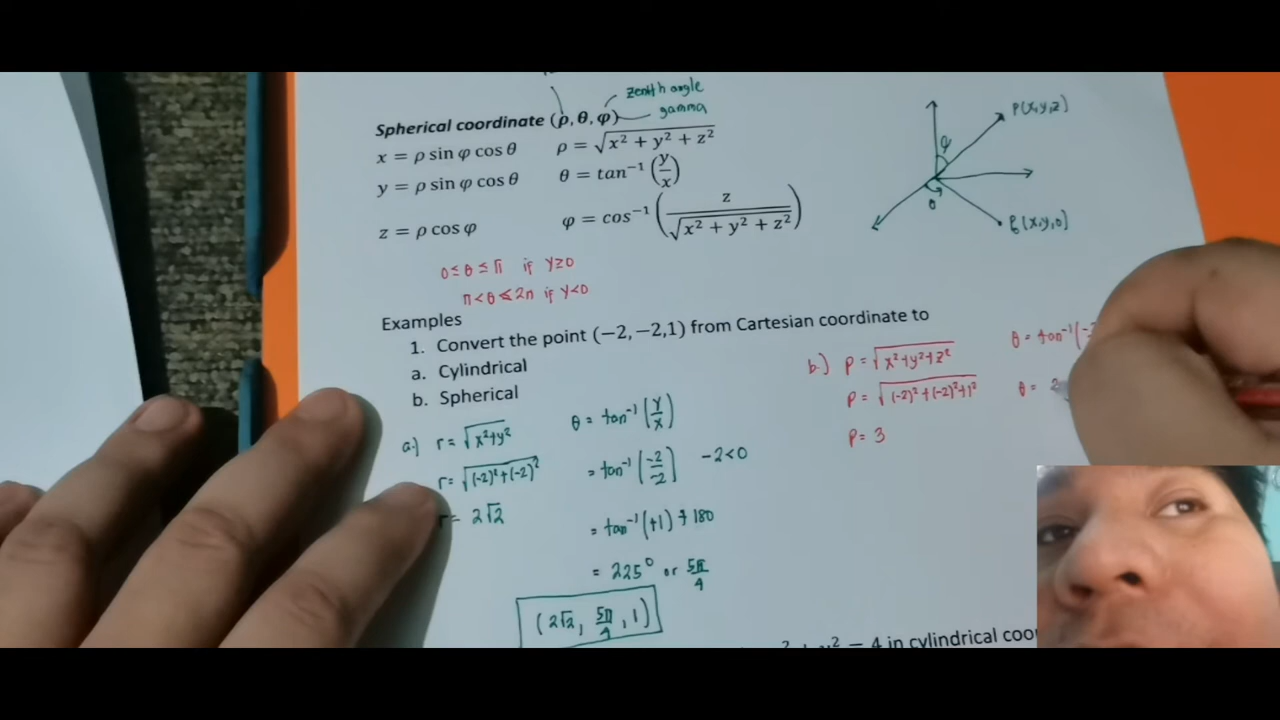 zenith angle
gamma
Spherical coordinate (ρ, θ, φ)
x = ρ sin φ cos θ ρ = √(x² + y² + z²)
y = ρ sin φ cos θ θ = tan⁻¹ (y/x)
z = ρ cos φ φ = cos⁻¹ (z/√(x² + y² + z²))
P(x,y,z)
φ
θ
(x,y,0)
0 ≤ θ ≤ π if y≥0
π < θ ≤ 2π if y<0
Examples
1. Convert the point (−2, −2,1) from Cartesian coordinate to
a. Cylindrical
b. Spherical
a.) r = √(x²+y²)
r = √((-2)²+(-2)²)
r = 2√2
θ = tan⁻¹ (y/x)
= tan⁻¹ (-2/-2) -2<0
= tan⁻¹ (+1) + 180
= 225° or 5π/4
(2√2, 5π/4, 1)
b.) ρ = √(x²+y²+z²)
ρ = √((-2)²+(-2)²+1²)
ρ = 3
θ = tan⁻¹(-2
θ = 2
² = 4 in cylindrical coo